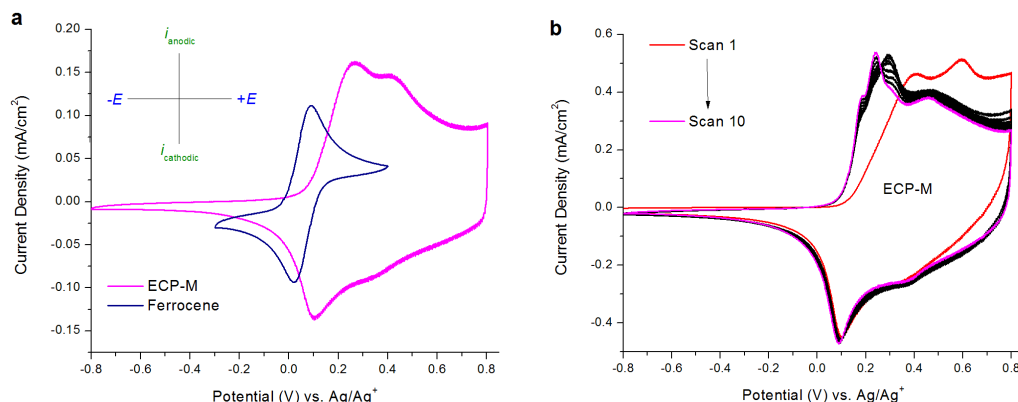 a
0.20
0.15
0.10
0.05
0.00
-0.05
-0.10
-0.15
Current Density (mA/cm²)
i anodic
-E
+E
i cathodic
ECP-M
Ferrocene
-0.8 -0.6 -0.4 -0.2 0.0 0.2 0.4 0.6 0.8
Potential (V) vs. Ag/Ag⁺
b
0.6
0.4
0.2
0.0
-0.2
-0.4
Current Density (mA/cm²)
Scan 1
Scan 10
ECP-M
-0.8 -0.6 -0.4 -0.2 0.0 0.2 0.4 0.6 0.8
Potential (V) vs. Ag/Ag⁺